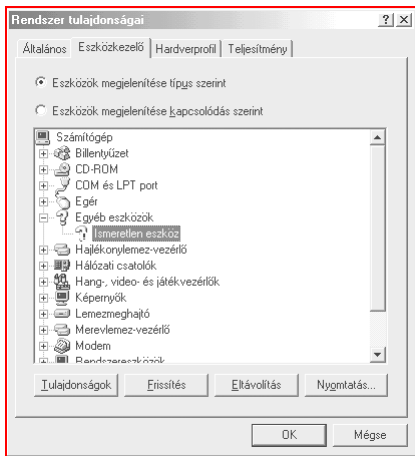 Rendszer tulajdonságai
Általános Eszközkezelő Hardverprofil Teljesítmény
Eszközök megjelenítése típus szerint
Eszközök megjelenítése kapcsolódás szerint
Számítógép
Billentyűzet
CD-ROM
COM és LPT port
Egér
Egyéb eszközök
Ismeretlen eszköz
Hajlékonylemez-vezérlő
Hálózati csatolók
Hang-, video- és játékvezérlők
Képernyők
Lemezmeghajtó
Merevlemez-vezérlő
Modem
Rendszereszközök
Tulajdonságok Frissítés Eltávolítás Nyomtatás...
OK Mégse